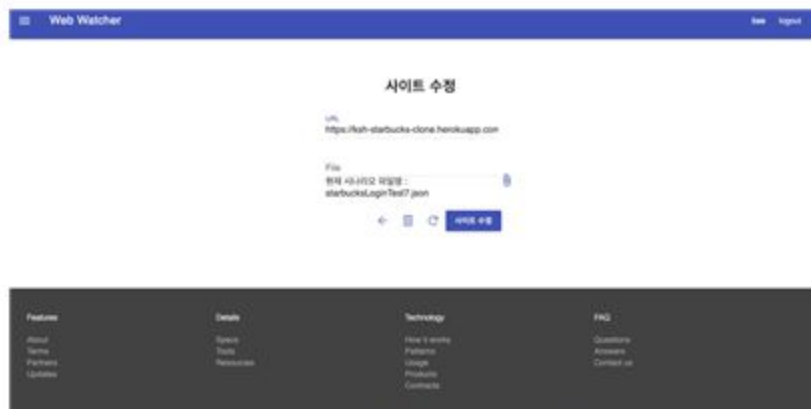 Web Watcher
logout
사이트 수정
URL
https://ksh-starbucks-clone.herokuapp.com
File
현재 시나리오 파일명 :
starbucksLoginTest7.json
사이트 수정
Features
Details
Technology
FAQ
About
Terms
Partners
Updates
Space
Tools
Resources
How it works
Patterns
Usage
Products
Contracts
Questions
Answers
Contact us